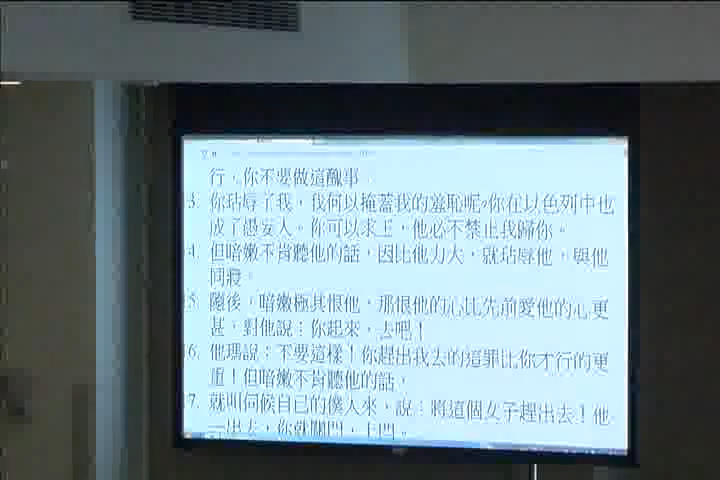 行，你不要做這醜事。
3. 你玷辱了我，我何以掩蓋我的羞恥呢？你在以色列中也
成了愚妄人。你可以求王，他必不禁止我歸你。
4. 但暗嫩不肯聽他的話，因比他力大，就玷辱他，與他
同寢。
5. 隨後，暗嫩極其恨他，那恨他的心比先前愛他的心更
甚，對他說：你起來，去吧！
6. 他瑪說：不要這樣！你趕出我去的這罪比你才行的更
重！但暗嫩不肯聽他的話，
7. 就叫伺候自己的僕人來，說：將這個女子趕出去！他
一出去，你就關門，上閂。